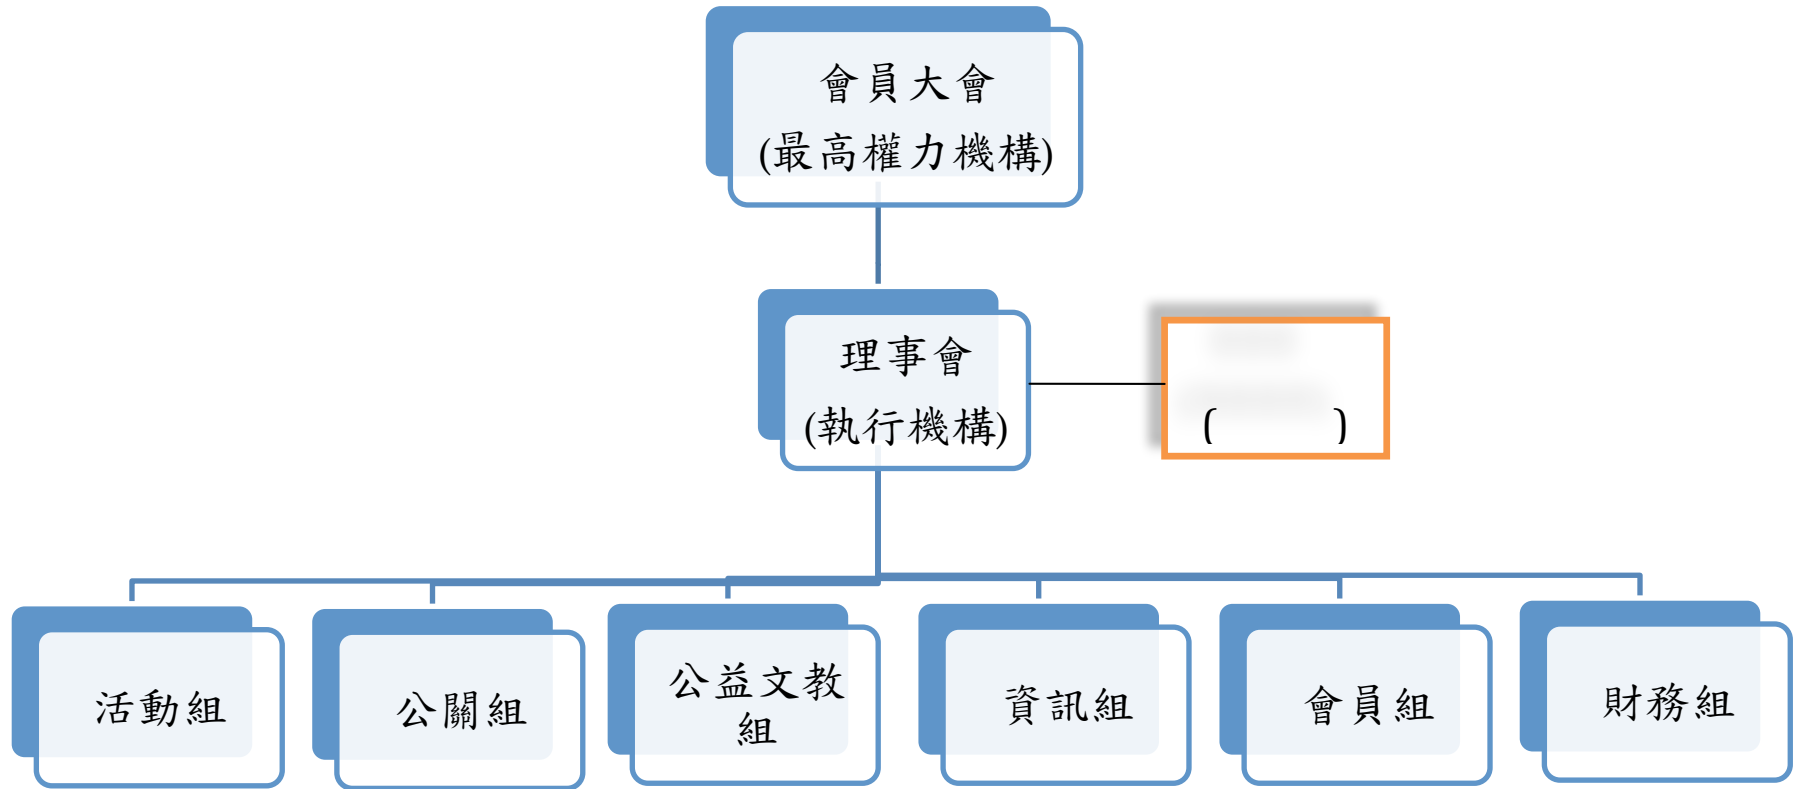 會員大會
(最高權力機構)
理事會
(執行機構)
( )
活動組
公關組
公益文教
組
資訊組
會員組
財務組